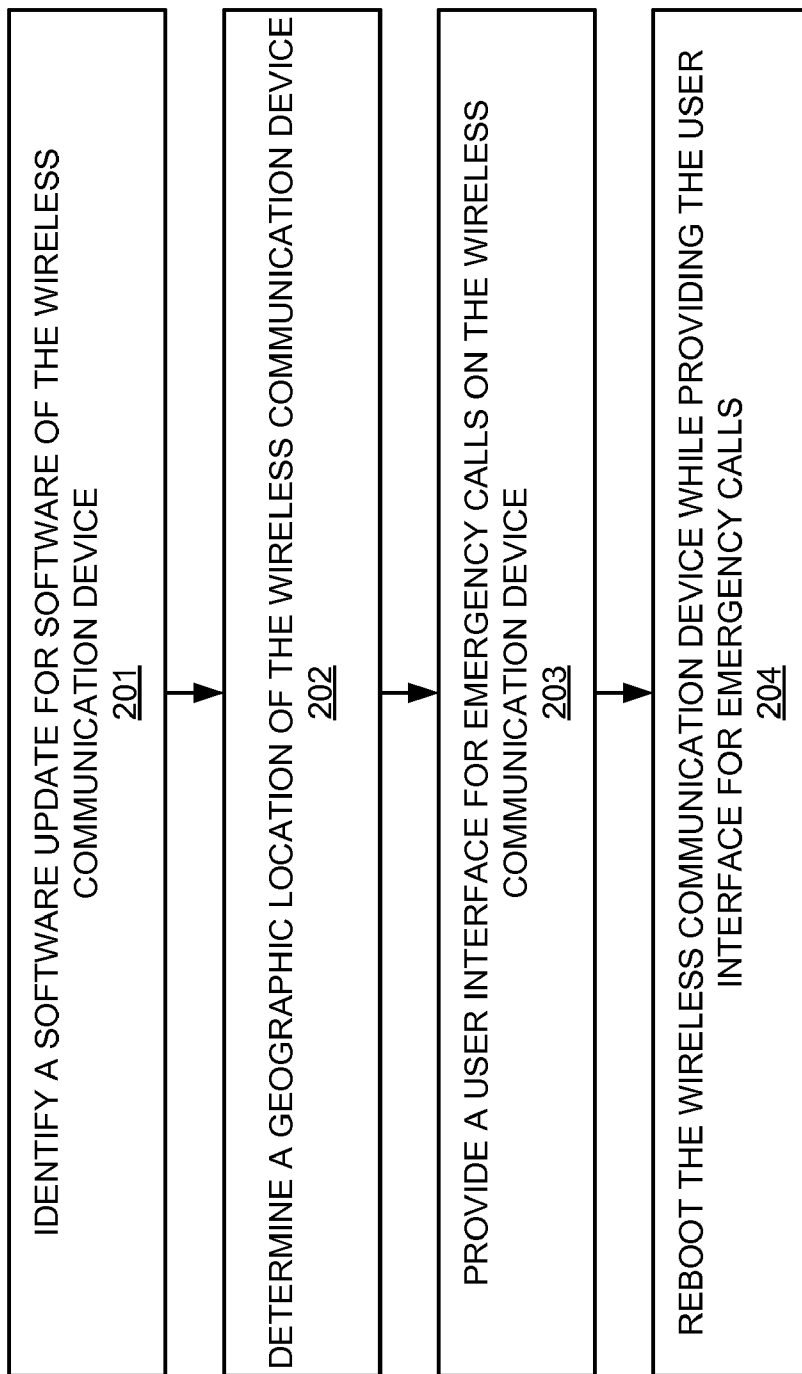 IDENTIFY A SOFTWARE UPDATE FOR SOFTWARE OF THE WIRELESS
COMMUNICATION DEVICE
201
DETERMINE A GEOGRAPHIC LOCATION OF THE WIRELESS COMMUNICATION DEVICE
202
PROVIDE A USER INTERFACE FOR EMERGENCY CALLS ON THE WIRELESS
COMMUNICATION DEVICE
203
REBOOT THE WIRELESS COMMUNICATION DEVICE WHILE PROVIDING THE USER
INTERFACE FOR EMERGENCY CALLS
204